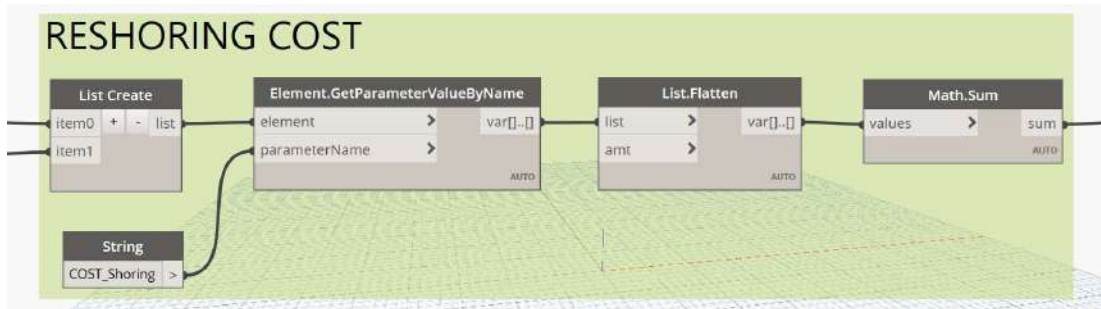 RESHORING COST
List Create
item0 + - list
item1
Element.GetParameterValueByName
element > var[]..[]
parameterName >
AUTO
List.Flatten
list > var[]..[]
amt >
AUTO
Math.Sum
values > sum
AUTO
String
COST_Shoring >